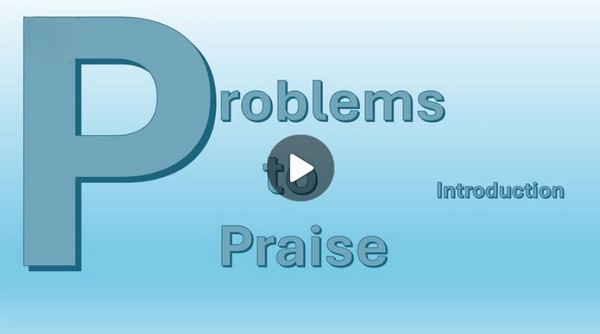 Problems
to
Introduction
Praise